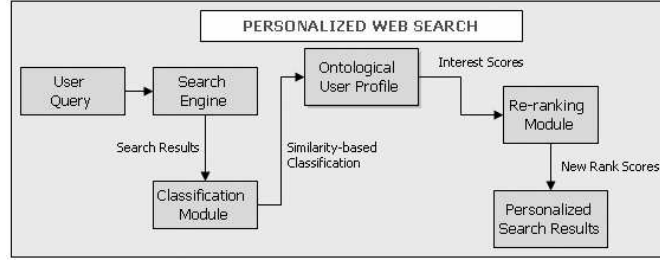 PERSONALIZED WEB SEARCH
User
Query
Search
Engine
Ontological
User Profile
Interest Scores
Re-ranking
Module
Search Results
Similarity-based
Classification
New Rank Scores
Classification
Module
Personalized
Search Results